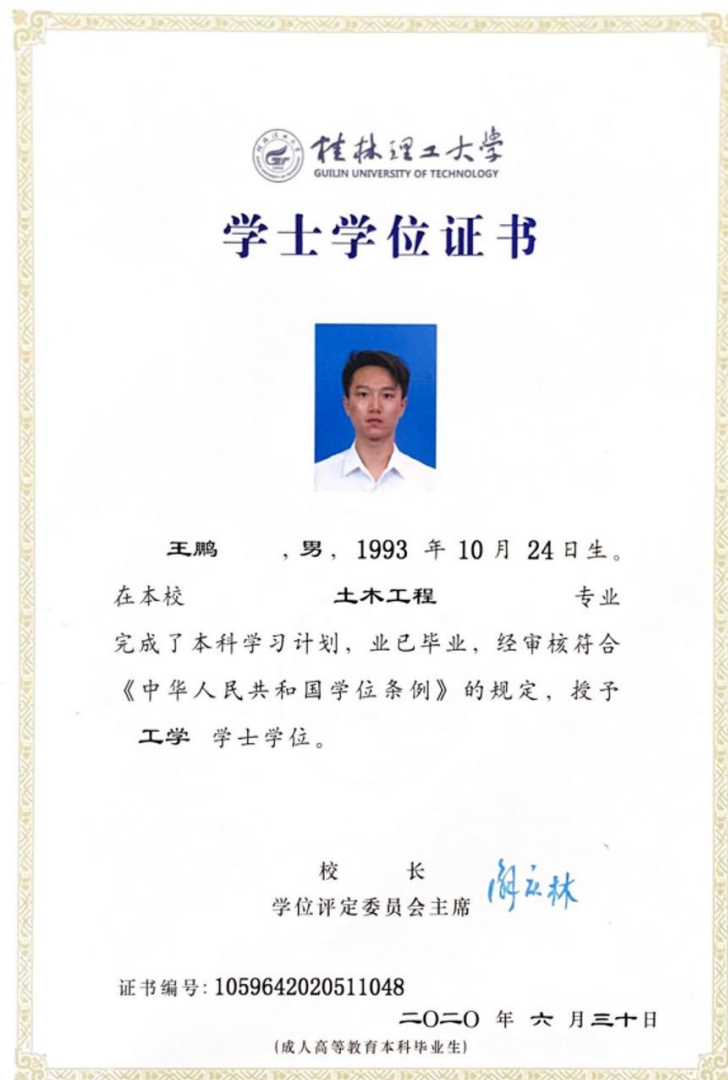 桂林理工大学
GUILIN UNIVERSITY OF TECHNOLOGY
学士学位证书
王鹏 ，男，1993 年 10 月 24 日生。
在本校 土木工程 专业
完成了本科学习计划，业已毕业，经审核符合
《中华人民共和国学位条例》的规定，授予
工学 学士学位。
校 长
学位评定委员会主席
证书编号：1059642020511048
二〇二〇 年 六 月三十日
(成人高等教育本科毕业生)